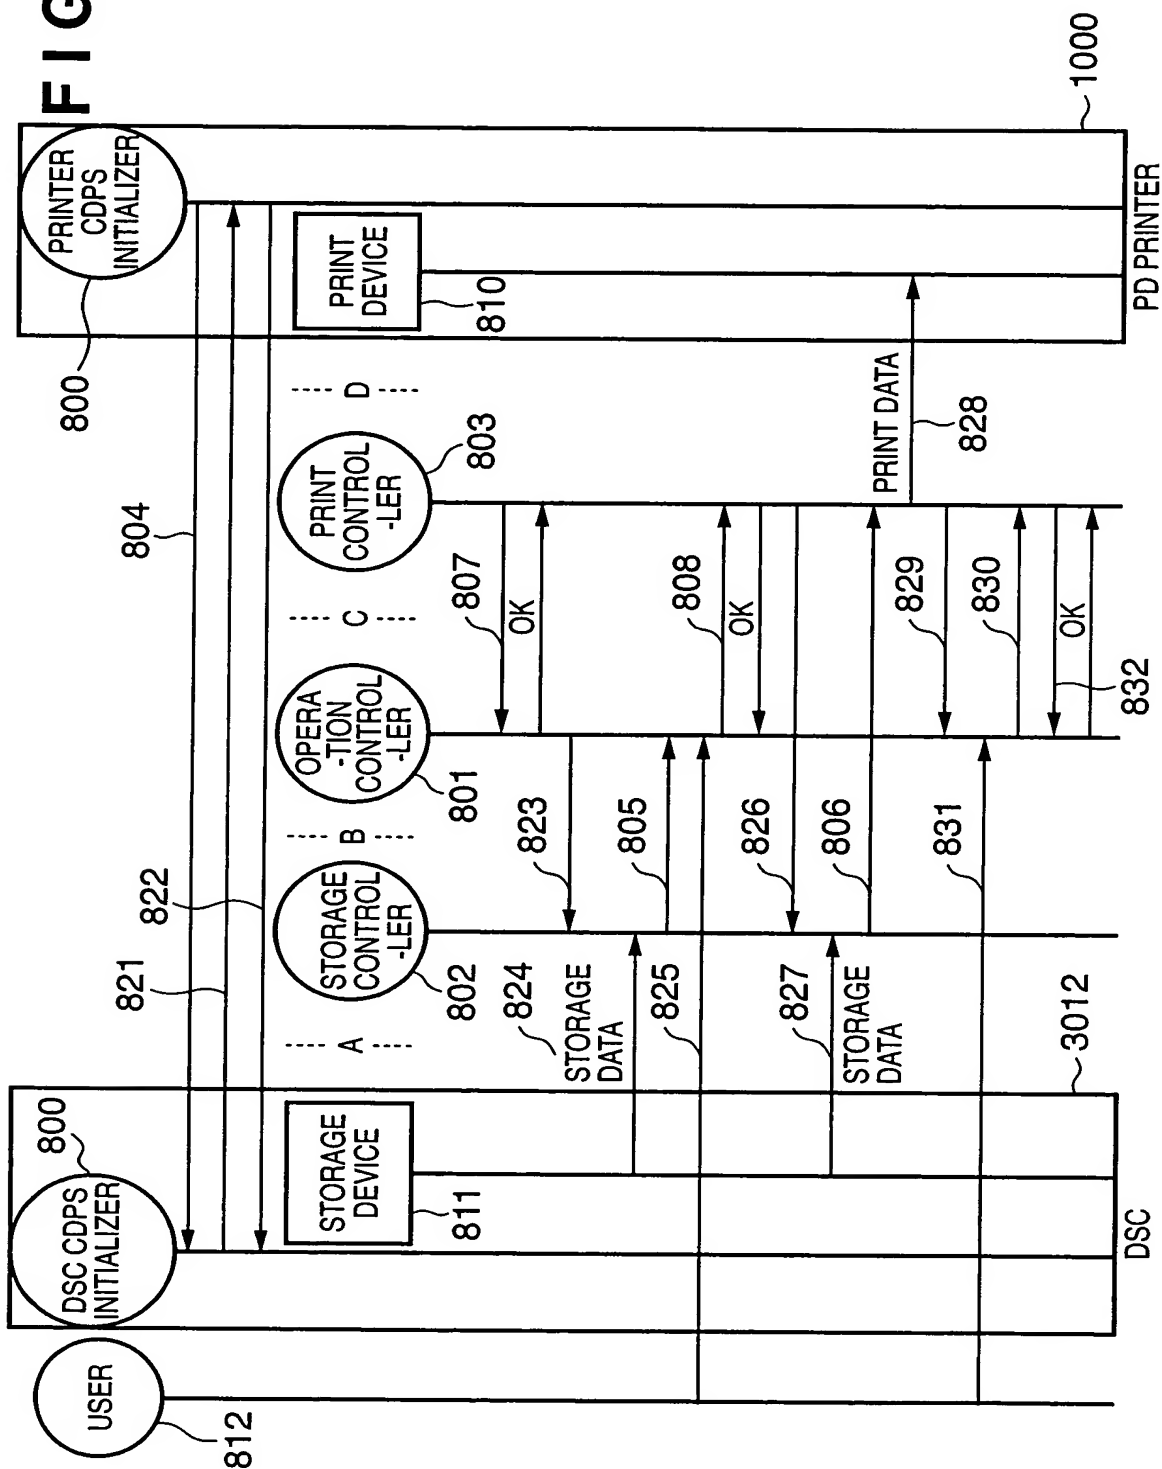 FIG
USER
812
DSC CDPS
INITIALIZER
800
PRINTER
CDPS
INITIALIZER
800
804
821
822
STORAGE
DEVICE
811
A
STORAGE
CONTROL
-LER
802
B
OPERA
-TION
CONTROL
-LER
801
C
PRINT
CONTROL
-LER
803
D
PRINT
DEVICE
810
807
OK
823
824
STORAGE
DATA
805
825
808
OK
826
827
STORAGE
DATA
806
PRINT DATA
828
829
831
830
OK
832
3012
DSC
1000
PD PRINTER